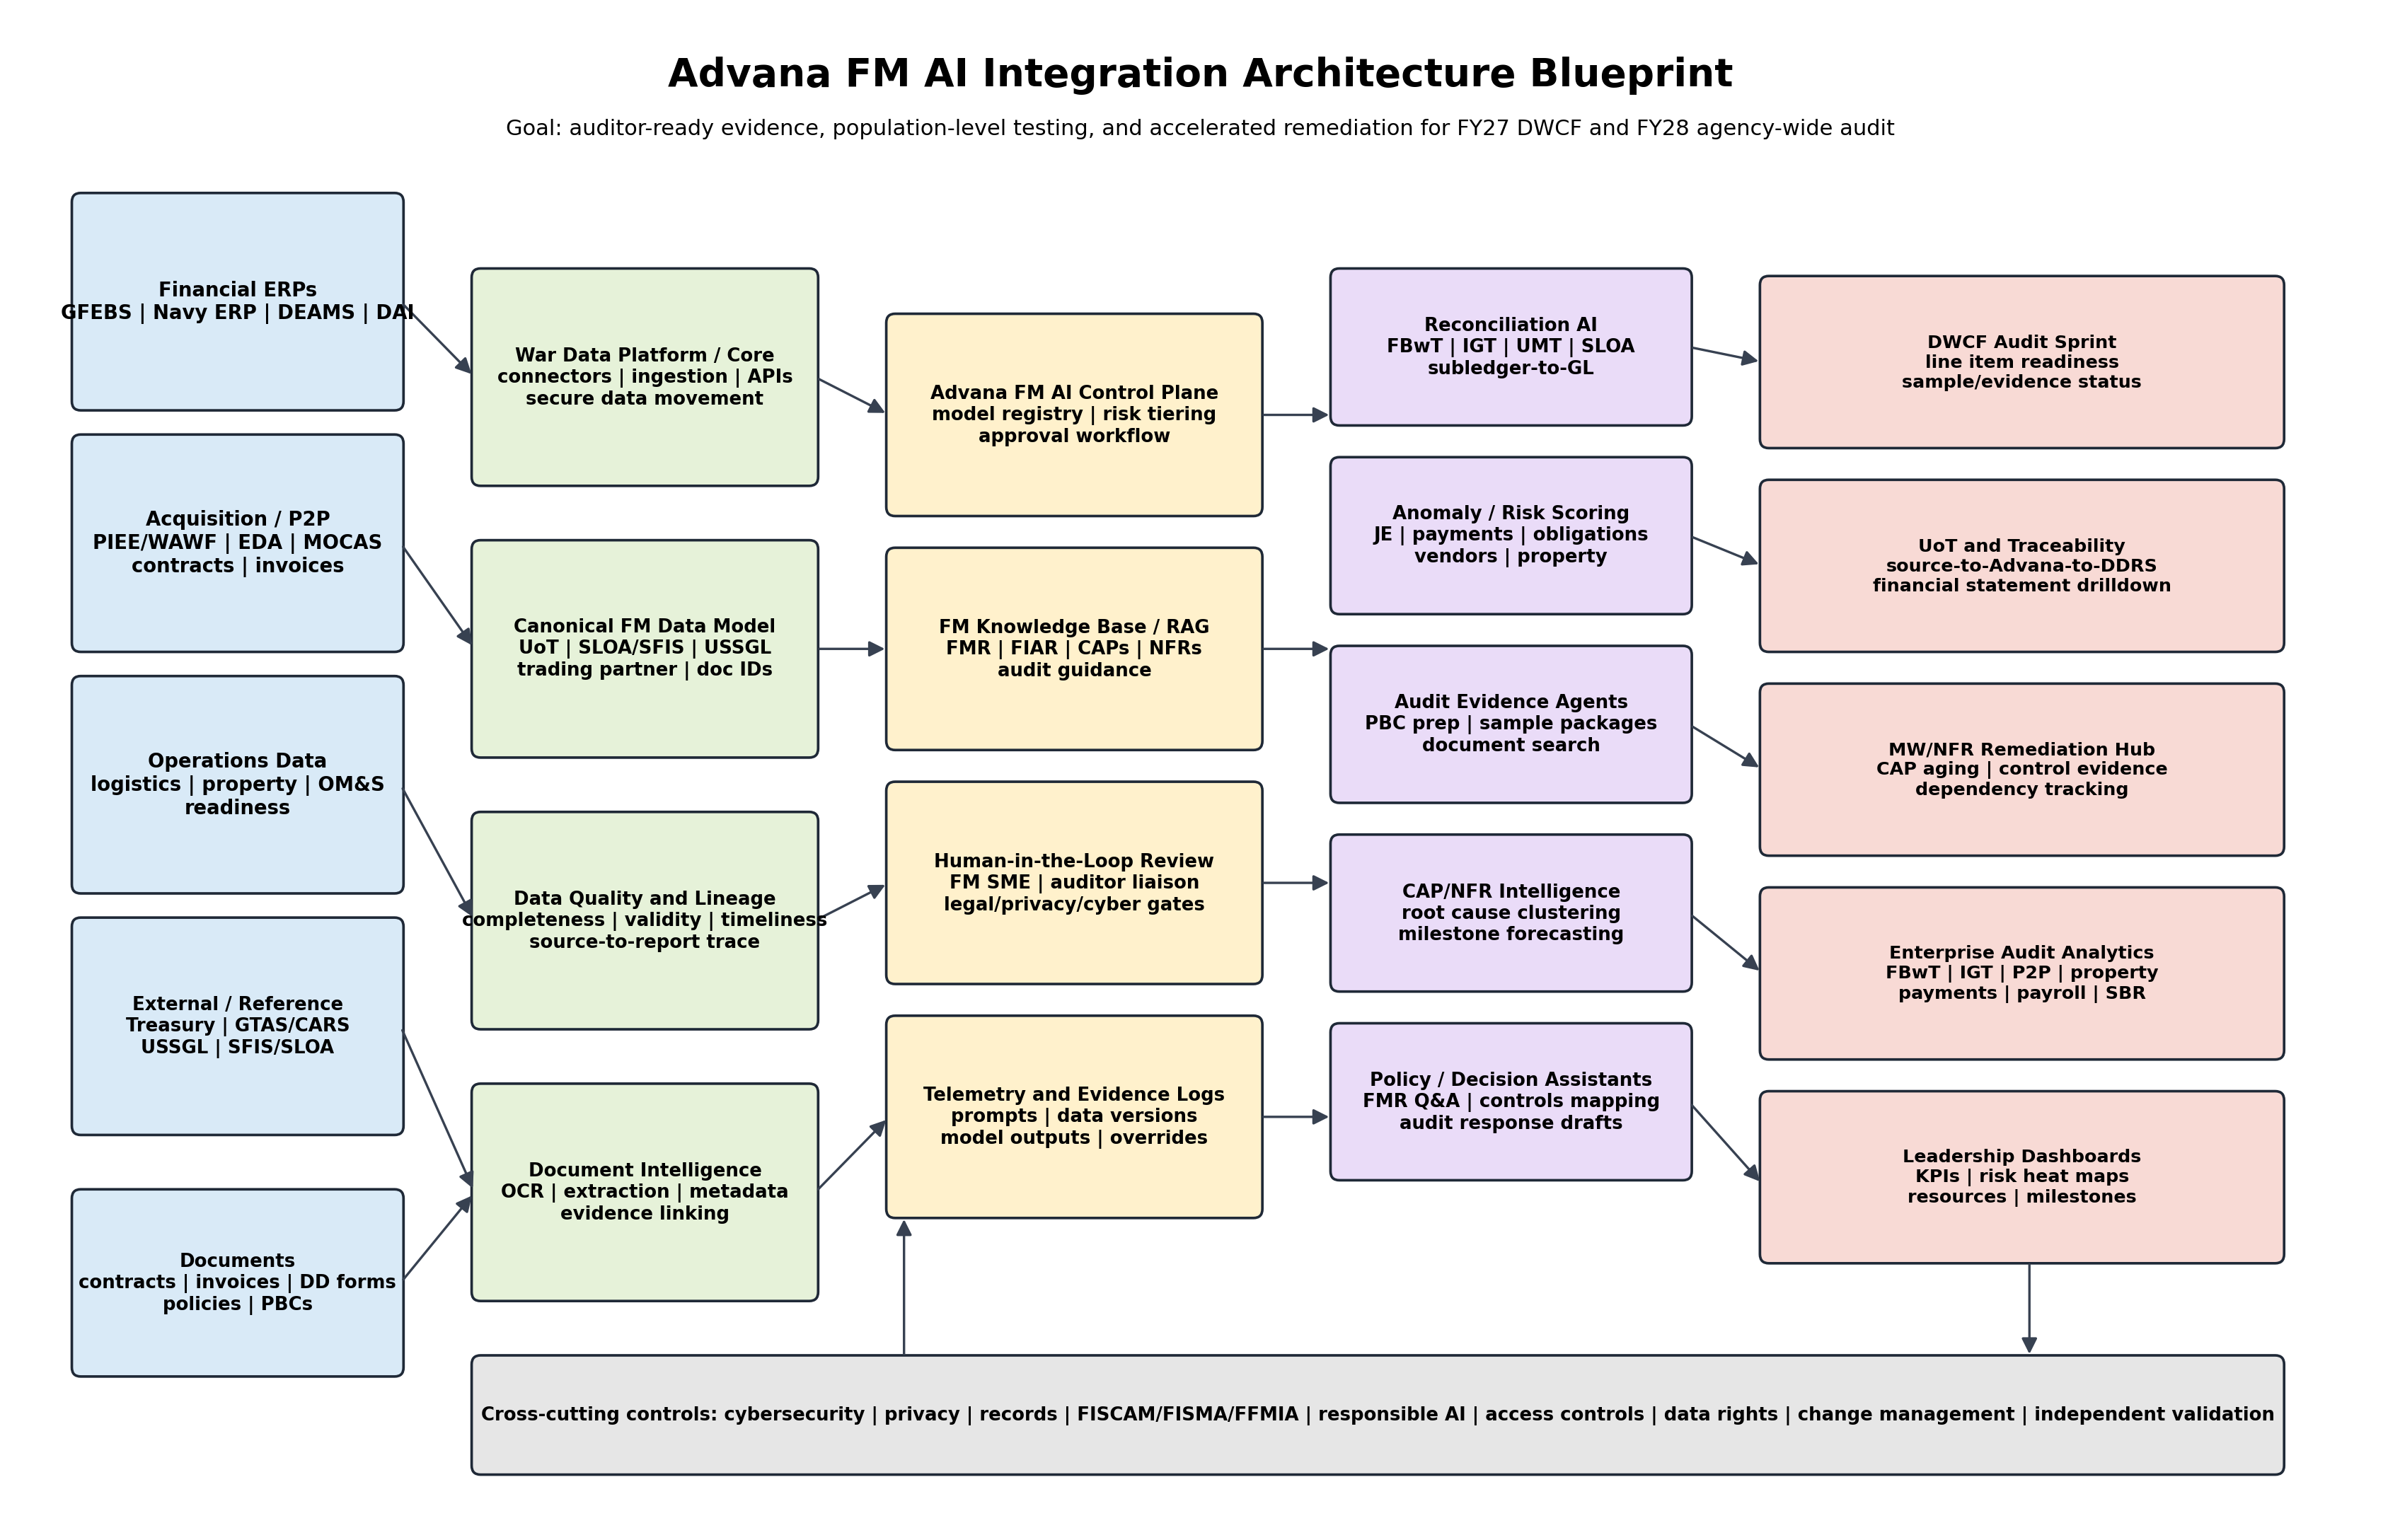 Advana FM AI Integration Architecture Blueprint
Goal: auditor-ready evidence, population-level testing, and accelerated remediation for FY27 DWCF and FY28 agency-wide audit
Financial ERPs
GFEBS | Navy ERP | DEAMS | DAI
Acquisition / P2P
PIEE/WAWF | EDA | MOCAS
contracts | invoices
Operations Data
logistics | property | OM&S
readiness
External / Reference
Treasury | GTAS/CARS
USSGL | SFIS/SLOA
Documents
contracts | invoices | DD forms
policies | PBCs
War Data Platform / Core
connectors | ingestion | APIs
secure data movement
Canonical FM Data Model
UoT | SLOA/SFIS | USSGL
trading partner | doc IDs
Data Quality and Lineage
completeness | validity | timeliness
source-to-report trace
Document Intelligence
OCR | extraction | metadata
evidence linking
Advana FM AI Control Plane
model registry | risk tiering
approval workflow
FM Knowledge Base / RAG
FMR | FIAR | CAPs | NFRs
audit guidance
Human-in-the-Loop Review
FM SME | auditor liaison
legal/privacy/cyber gates
Telemetry and Evidence Logs
prompts | data versions
model outputs | overrides
Reconciliation AI
FBwT | IGT | UMT | SLOA
subledger-to-GL
Anomaly / Risk Scoring
JE | payments | obligations
vendors | property
Audit Evidence Agents
PBC prep | sample packages
document search
CAP/NFR Intelligence
root cause clustering
milestone forecasting
Policy / Decision Assistants
FMR Q&A | controls mapping
audit response drafts
DWCF Audit Sprint
line item readiness
sample/evidence status
UoT and Traceability
source-to-Advana-to-DDRS
financial statement drilldown
MW/NFR Remediation Hub
CAP aging | control evidence
dependency tracking
Enterprise Audit Analytics
FBwT | IGT | P2P | property
payments | payroll | SBR
Leadership Dashboards
KPIs | risk heat maps
resources | milestones
Cross-cutting controls: cybersecurity | privacy | records | FISCAM/FISMA/FFMIA | responsible AI | access controls | data rights | change management | independent validation